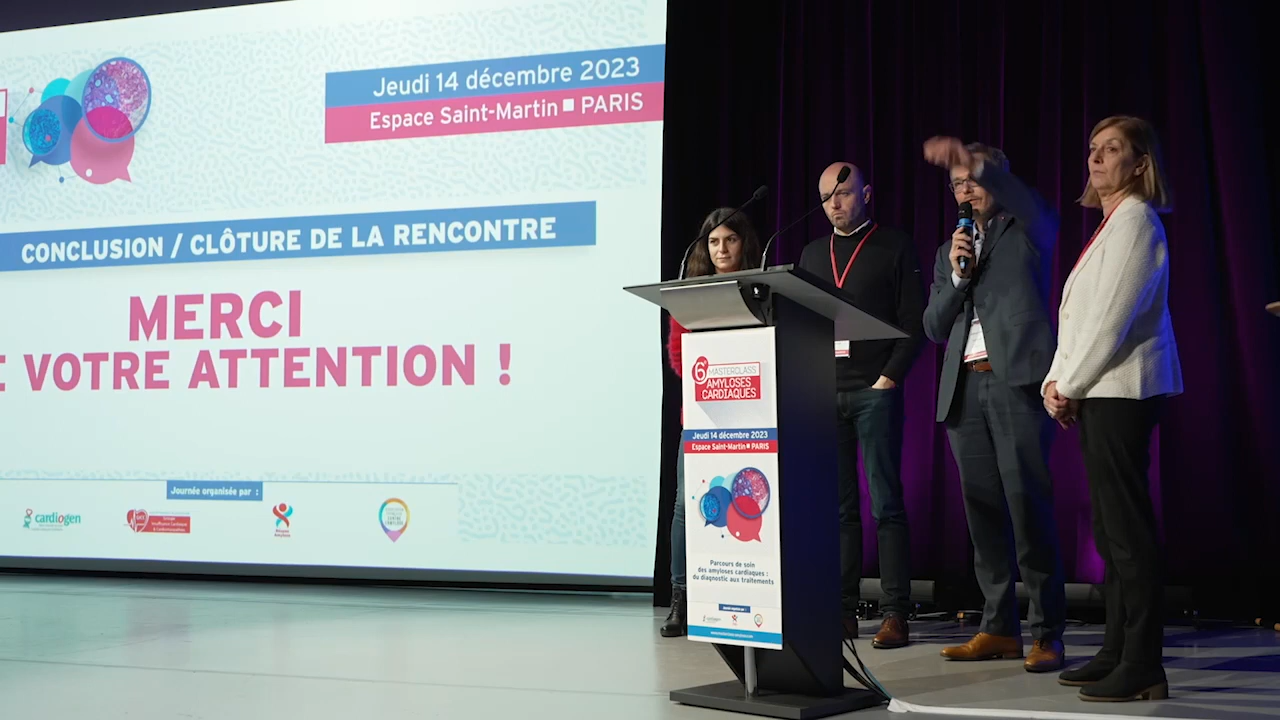 Jeudi 14 décembre 2023
Espace Saint-Martin ■ PARIS
CONCLUSION / CLÔTURE DE LA RENCONTRE
MERCI
E VOTRE ATTENTION !
Journée organisée par :
cardiogen
6e MASTERCLASS
AMYLOSES
CARDIAQUES
Jeudi 14 décembre 2023
Espace Saint-Martin ■ PARIS
Parcours de soin
des amyloses cardiaques :
du diagnostic aux traitements